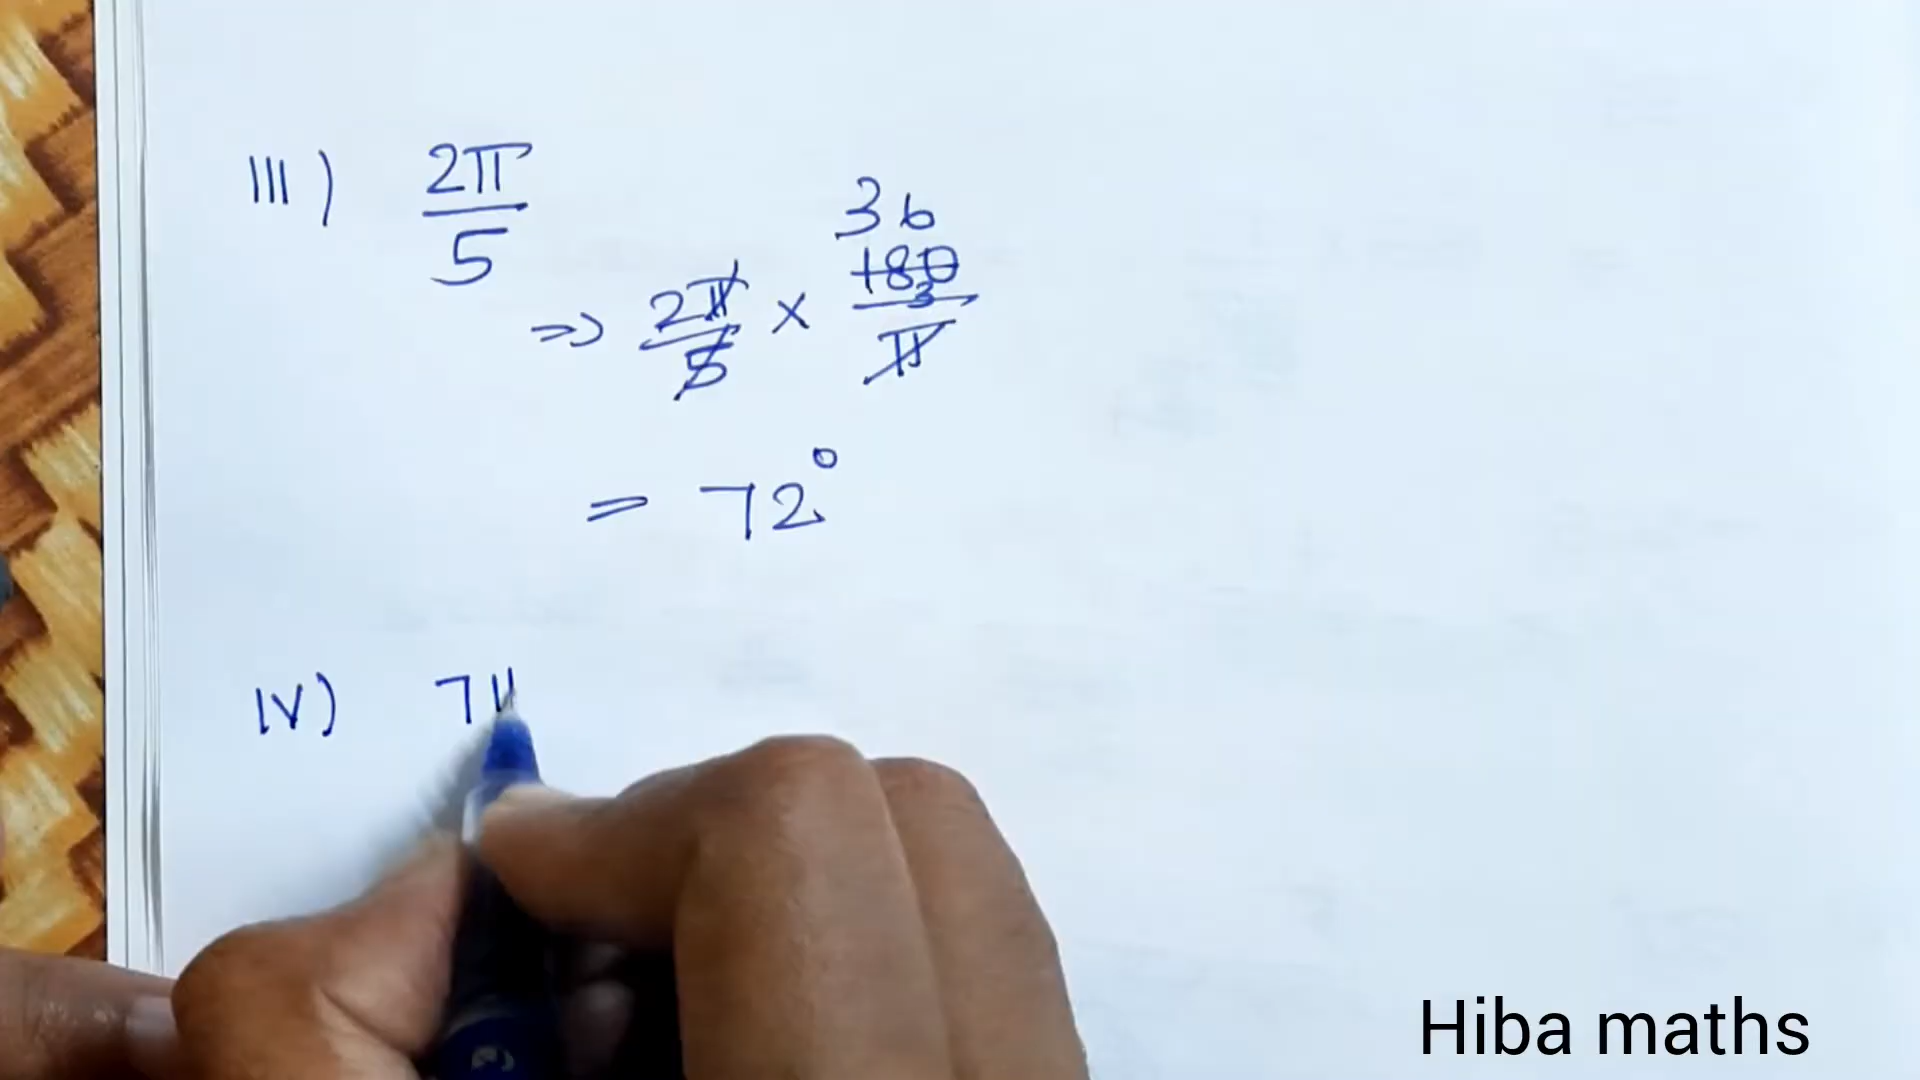 III) 2π/5
36
⇒ 2π/5 × 180/π
= 72°
IV) 7π
Hiba maths